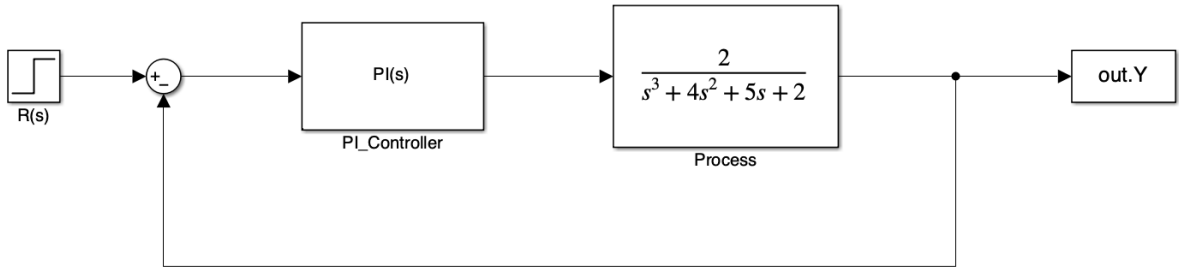 R(s)
+
−
PI(s)
PI_Controller
2
s³ + 4s² + 5s + 2
Process
out.Y